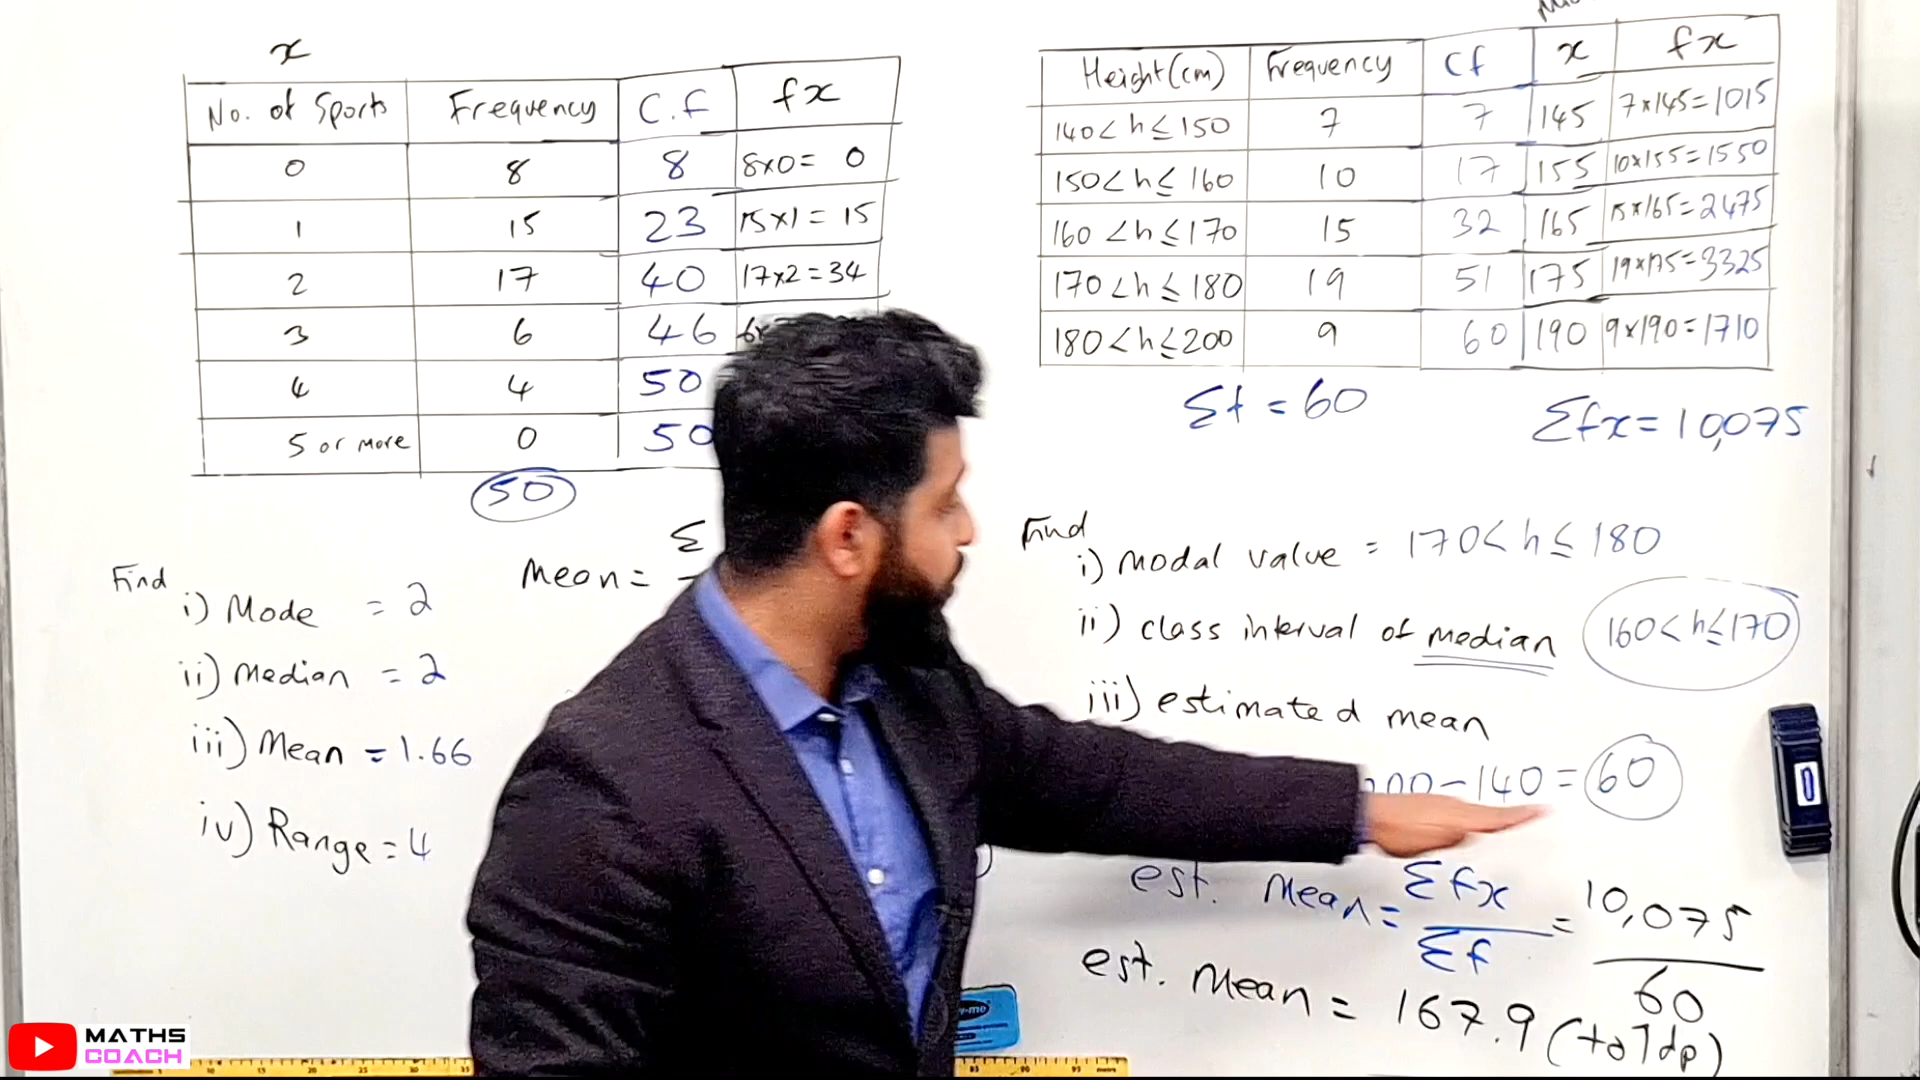 x
No. of Sports Frequency C.f fx
0 8 8 8x0= 0
1 15 23 15x1 = 15
2 17 40 17x2 = 34
3 6 46 6x
4 4 50
5 or more 0 50
50
Mean = Σ
Find
i) Mode = 2
ii) Median = 2
iii) Mean = 1.66
iv) Range = 4
Height(cm) Frequency Cf x fx
140 < h ≤ 150 7 7 145 7x145=1015
150 < h ≤ 160 10 17 155 10x155=1550
160 < h ≤ 170 15 32 165 15x165=2475
170 < h ≤ 180 19 51 175 19x175=3325
180 < h ≤ 200 9 60 190 9x190=1710
Σf = 60 Σfx = 10,075
Find
i) Modal value = 170 < h ≤ 180
ii) class interval of median 160 < h ≤ 170
iii) estimated mean
200 - 140 = 60
est. Mean = Σfx / Σf = 10,075 / 60
est. Mean = 167.9 (to 1dp)
MATHS
COACH